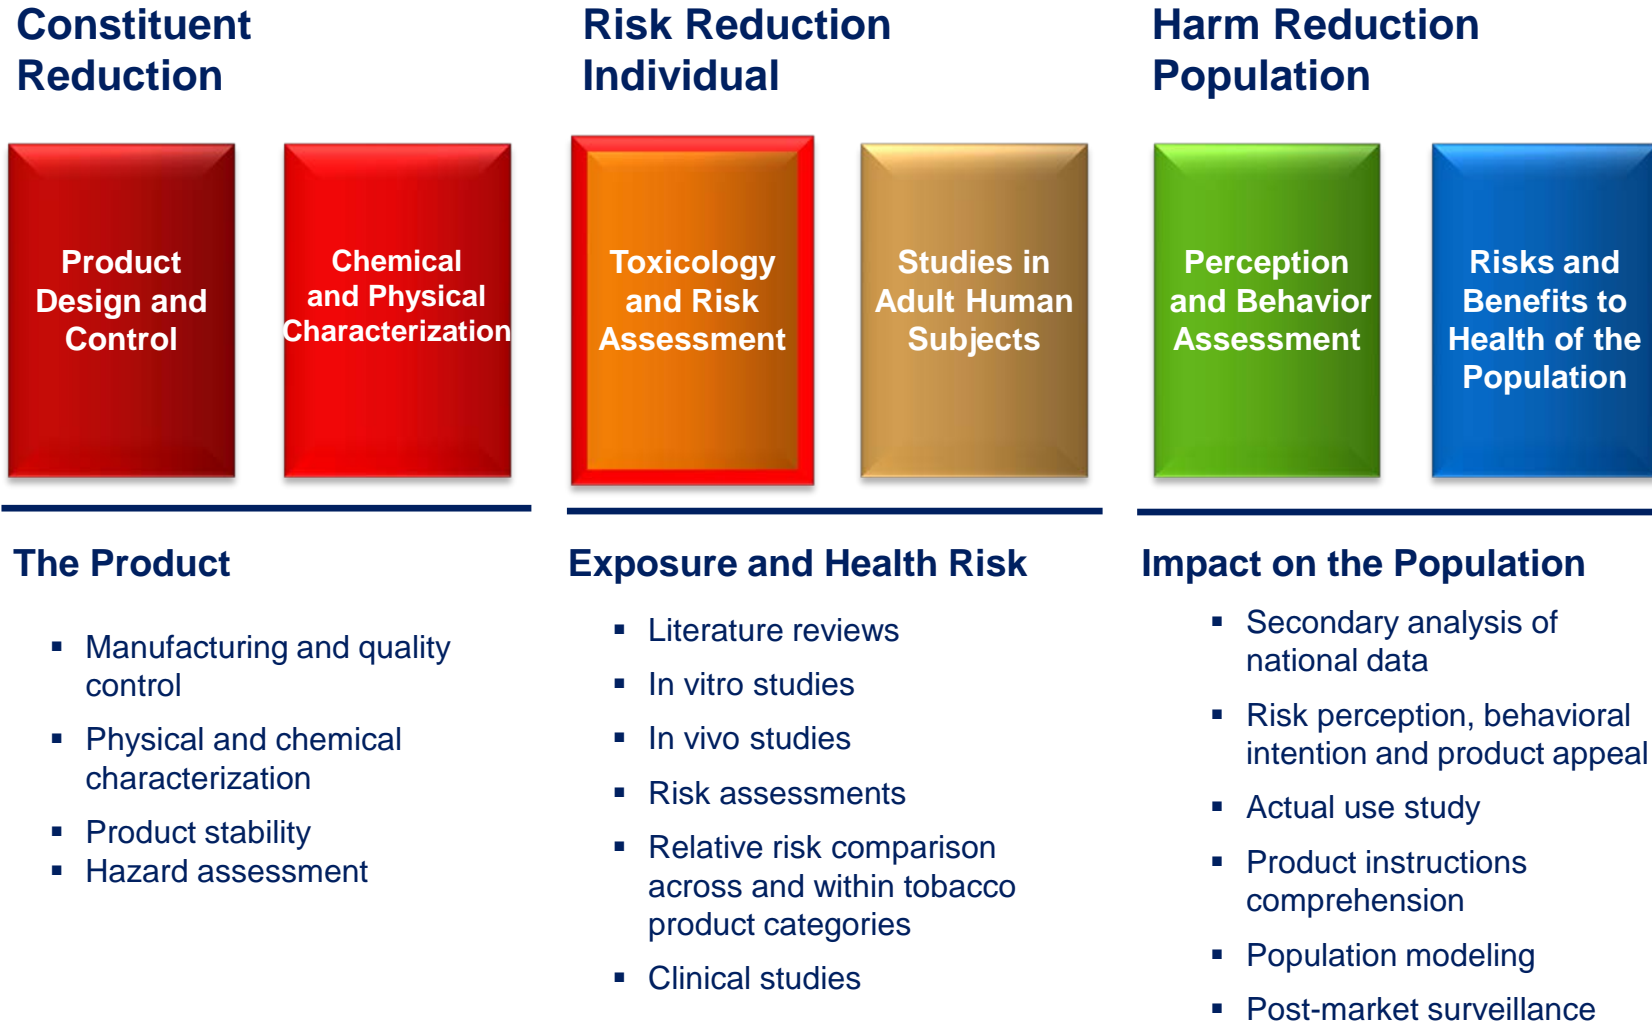 Constituent
Reduction
Product
Design and
Control
Chemical
and Physical
Characterization
The Product
▪ Manufacturing and quality
control
▪ Physical and chemical
characterization
▪ Product stability
▪ Hazard assessment
Risk Reduction
Individual
Toxicology
and Risk
Assessment
Studies in
Adult Human
Subjects
Exposure and Health Risk
▪ Literature reviews
▪ In vitro studies
▪ In vivo studies
▪ Risk assessments
▪ Relative risk comparison
across and within tobacco
product categories
▪ Clinical studies
Harm Reduction
Population
Perception
and Behavior
Assessment
Risks and
Benefits to
Health of the
Population
Impact on the Population
▪ Secondary analysis of
national data
▪ Risk perception, behavioral
intention and product appeal
▪ Actual use study
▪ Product instructions
comprehension
▪ Population modeling
▪ Post-market surveillance